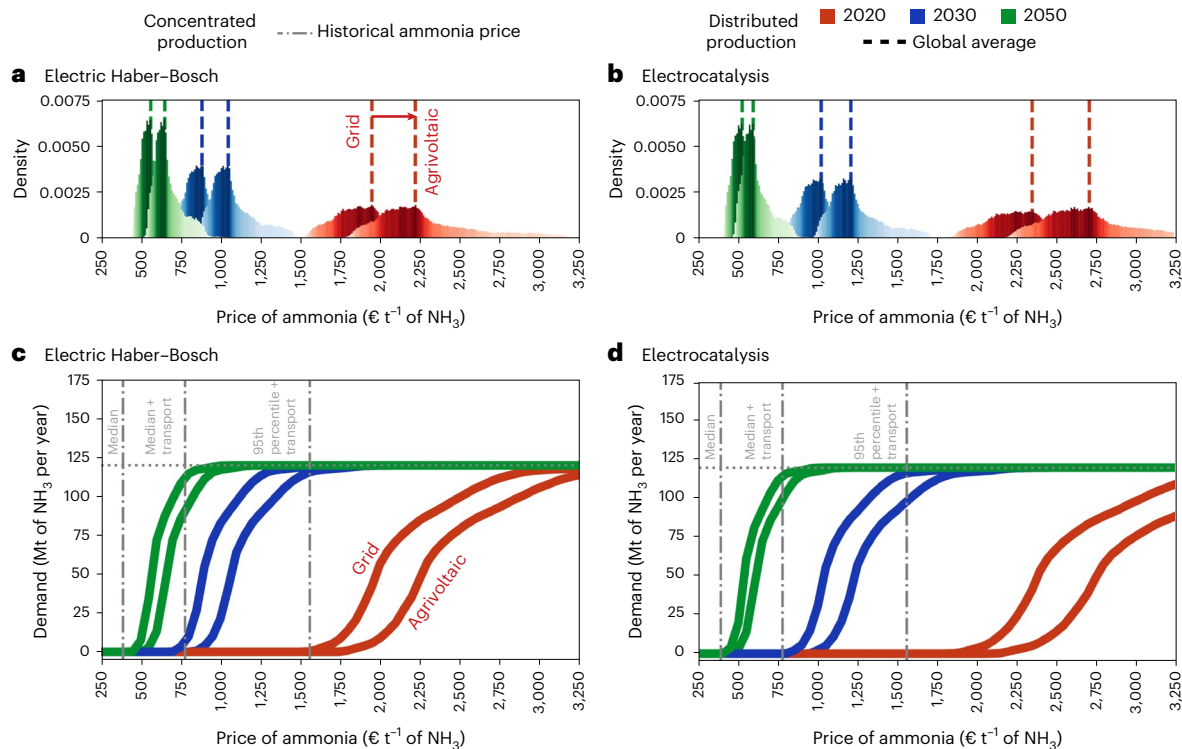 Concentrated
production
Historical ammonia price
Distributed
production
2020
2030
2050
Global average
a Electric Haber–Bosch
0.0075
0.0050
0.0025
0
Density
Grid
Agrivoltaic
250
500
750
1,000
1,250
1,500
1,750
2,000
2,250
2,500
2,750
3,000
3,250
Price of ammonia (€ t⁻¹ of NH₃)
b Electrocatalysis
0.0075
0.0050
0.0025
0
Density
250
500
750
1,000
1,250
1,500
1,750
2,000
2,250
2,500
2,750
3,000
3,250
Price of ammonia (€ t⁻¹ of NH₃)
c Electric Haber–Bosch
175
150
125
100
75
50
25
0
Demand (Mt of NH₃ per year)
Median
Median +
transport
95th
percentile +
transport
Grid
Agrivoltaic
250
500
750
1,000
1,250
1,500
1,750
2,000
2,250
2,500
2,750
3,000
3,250
Price of ammonia (€ t⁻¹ of NH₃)
d Electrocatalysis
175
150
125
100
75
50
25
0
Demand (Mt of NH₃ per year)
Median
Median +
transport
95th
percentile +
transport
250
500
750
1,000
1,250
1,500
1,750
2,000
2,250
2,500
2,750
3,000
3,250
Price of ammonia (€ t⁻¹ of NH₃)